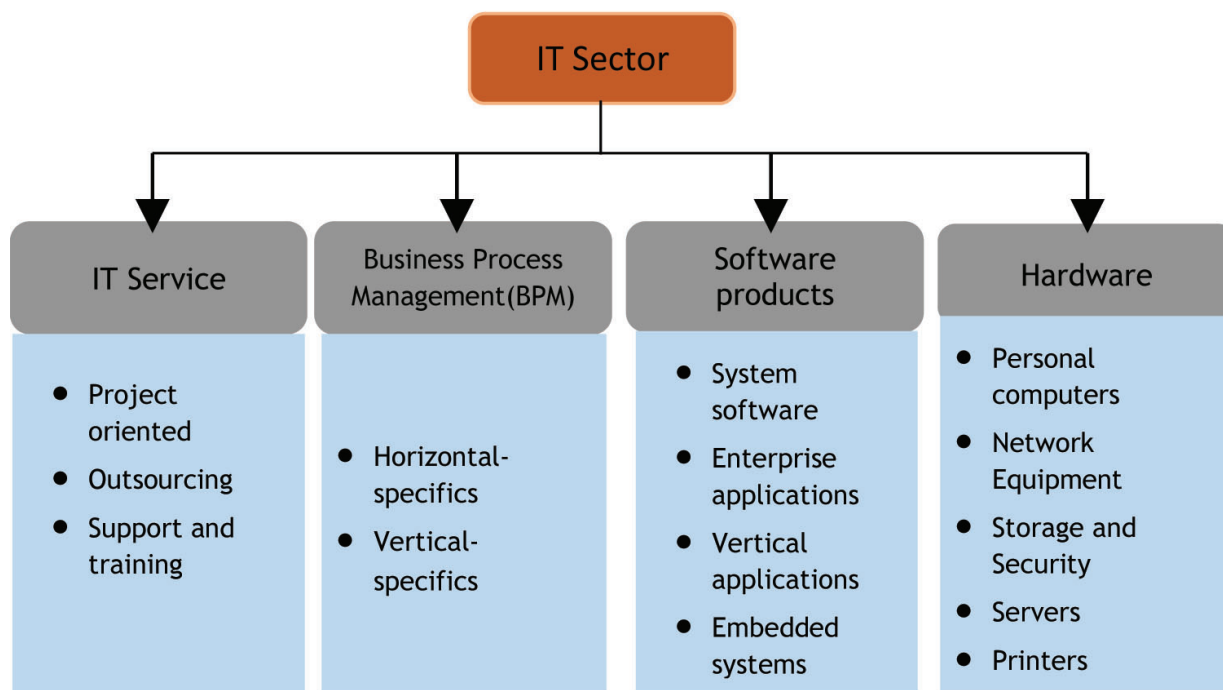 IT Sector
IT Service
● Project
oriented
● Outsourcing
● Support and
training
Business Process
Management(BPM)
● Horizontal-
specifics
● Vertical-
specifics
Software
products
● System
software
● Enterprise
applications
● Vertical
applications
● Embedded
systems
Hardware
● Personal
computers
● Network
Equipment
● Storage and
Security
● Servers
● Printers